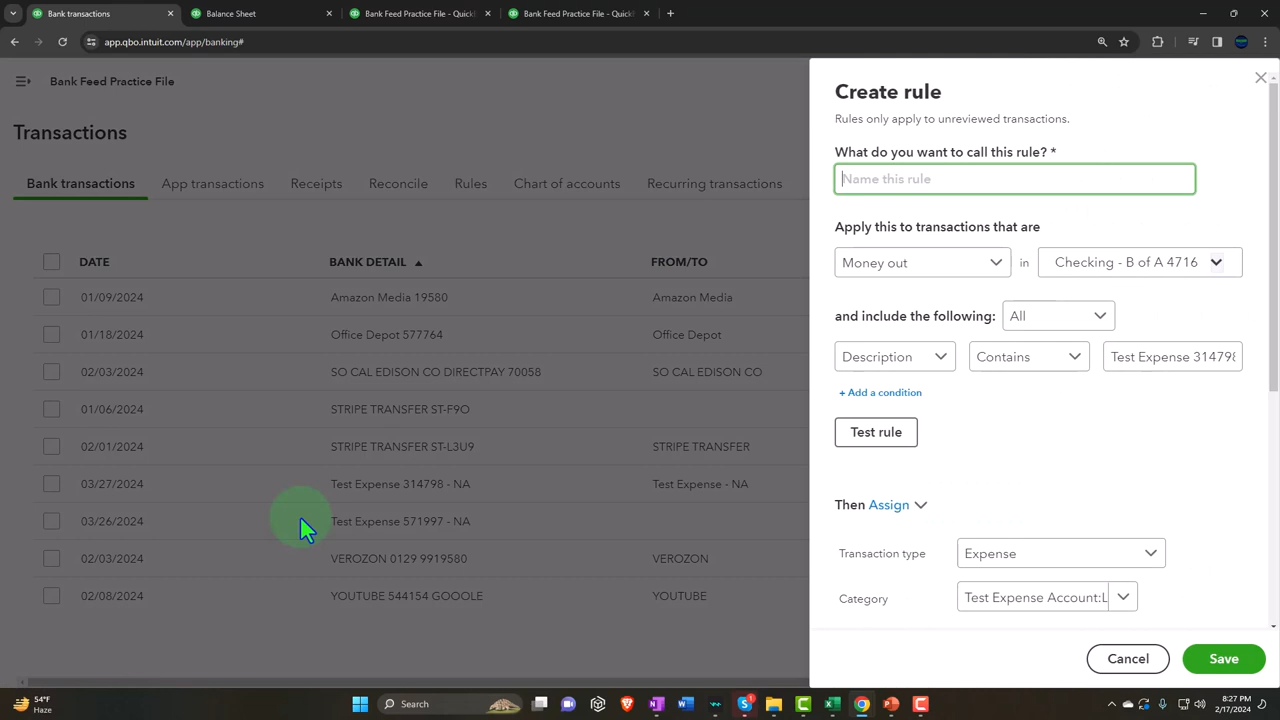 Bank transactions
Balance Sheet
Bank Feed Practice File - Quick
Bank Feed Practice File - Quick
app.qbo.intuit.com/app/banking#
Bank Feed Practice File
Transactions
Bank transactions
Receipts
Reconcile
Rules
Chart of accounts
Recurring transactions
DATE BANK DETAIL FROM/TO
01/09/2024 Amazon Media 19580 Amazon Media
01/18/2024 Office Depot 577764 Office Depot
02/03/2024 SO CAL EDISON DIRECTPAY 70058 SO CAL EDISON CO
01/06/2024 STRIPE TRANSFER ST-F9O
02/01/2024 STRIPE TRANSFER ST-L3U9 STRIPE TRANSFER
03/27/2024 Test Expense 314798 - NA Test Expense - NA
03/26/2024 Test Expense 571997 - NA
02/03/2024 VEROZON 0129 9919580 VEROZON
02/08/2024 YOUTUBE 544154 GOOOLE YOUTUBE
Create rule
Rules only apply to unreviewed transactions.
What do you want to call this rule? *
Name this rule
Apply this to transactions that are
Money out in Checking - B of A 4716
and include the following: All
Description Contains Test Expense 314798
+ Add a condition
Test rule
Then Assign
Transaction type Expense
Category Test Expense Account:L
Cancel Save
54°F
Haze
Search
8:27 PM
2/17/2024